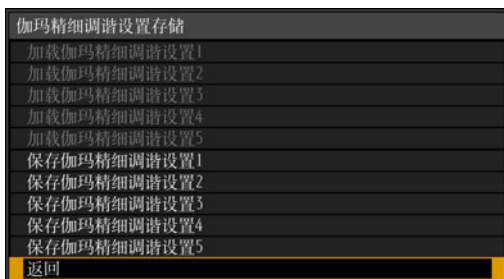 伽玛精细调谐设置存储
加载伽玛精细调谐设置1
加载伽玛精细调谐设置2
加载伽玛精细调谐设置3
加载伽玛精细调谐设置4
加载伽玛精细调谐设置5
保存伽玛精细调谐设置1
保存伽玛精细调谐设置2
保存伽玛精细调谐设置3
保存伽玛精细调谐设置4
保存伽玛精细调谐设置5
返回